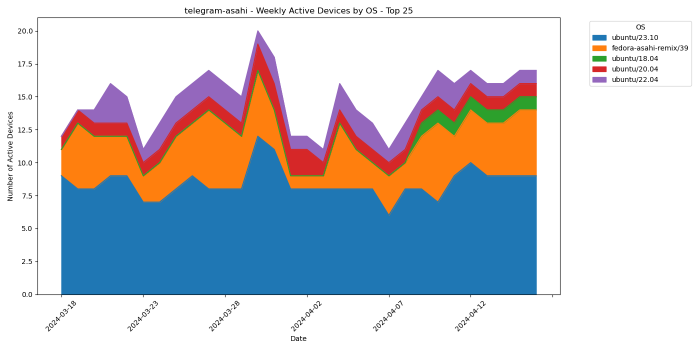 telegram-asahi - Weekly Active Devices by OS - Top 25
Number of Active Devices
20.0
17.5
15.0
12.5
10.0
7.5
5.0
2.5
0.0
2024-03-18
2024-03-23
2024-03-28
2024-04-02
2024-04-07
2024-04-12
Date
OS
ubuntu/23.10
fedora-asahi-remix/39
ubuntu/18.04
ubuntu/20.04
ubuntu/22.04